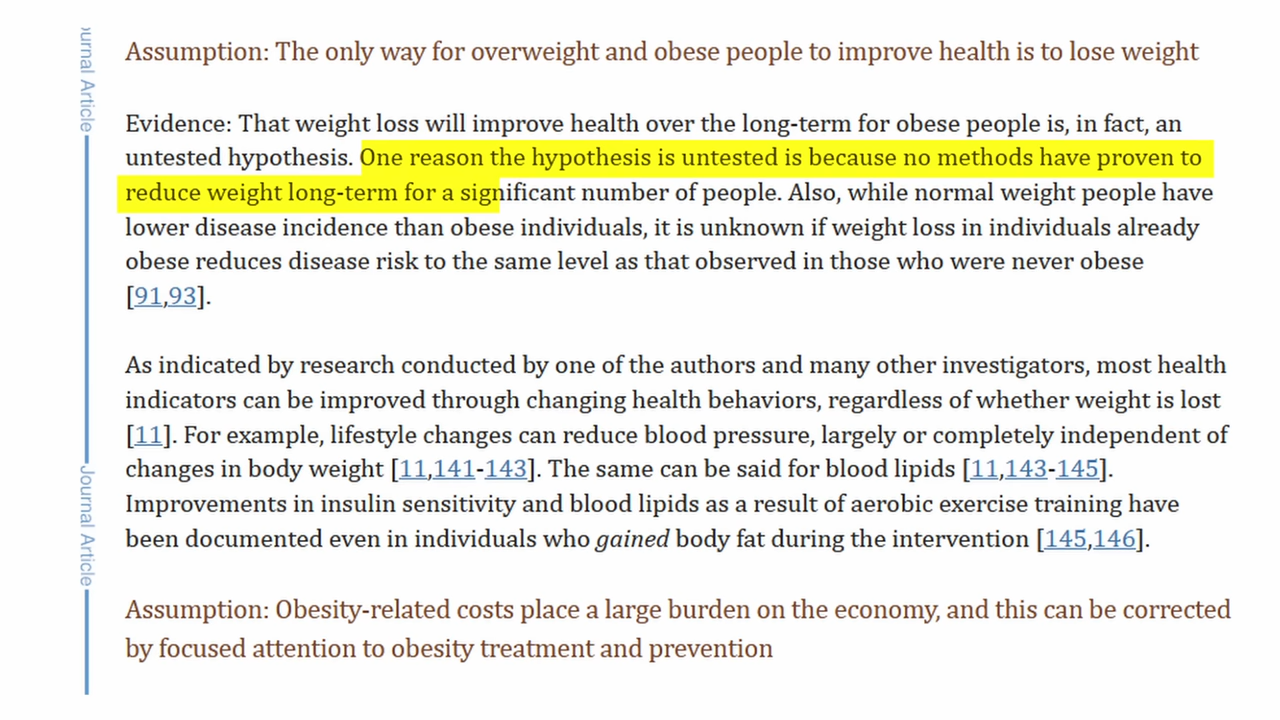 Assumption: The only way for overweight and obese people to improve health is to lose weight
Evidence: That weight loss will improve health over the long-term for obese people is, in fact, an
untested hypothesis. One reason the hypothesis is untested is because no methods have proven to
reduce weight long-term for a significant number of people. Also, while normal weight people have
lower disease incidence than obese individuals, it is unknown if weight loss in individuals already
obese reduces disease risk to the same level as that observed in those who were never obese
[91,93].
As indicated by research conducted by one of the authors and many other investigators, most health
indicators can be improved through changing health behaviors, regardless of whether weight is lost
[11]. For example, lifestyle changes can reduce blood pressure, largely or completely independent of
changes in body weight [11,141-143]. The same can be said for blood lipids [11,143-145].
Improvements in insulin sensitivity and blood lipids as a result of aerobic exercise training have
been documented even in individuals who gained body fat during the intervention [145,146].
Assumption: Obesity-related costs place a large burden on the economy, and this can be corrected
by focused attention to obesity treatment and prevention
urnal Article
Journal Article